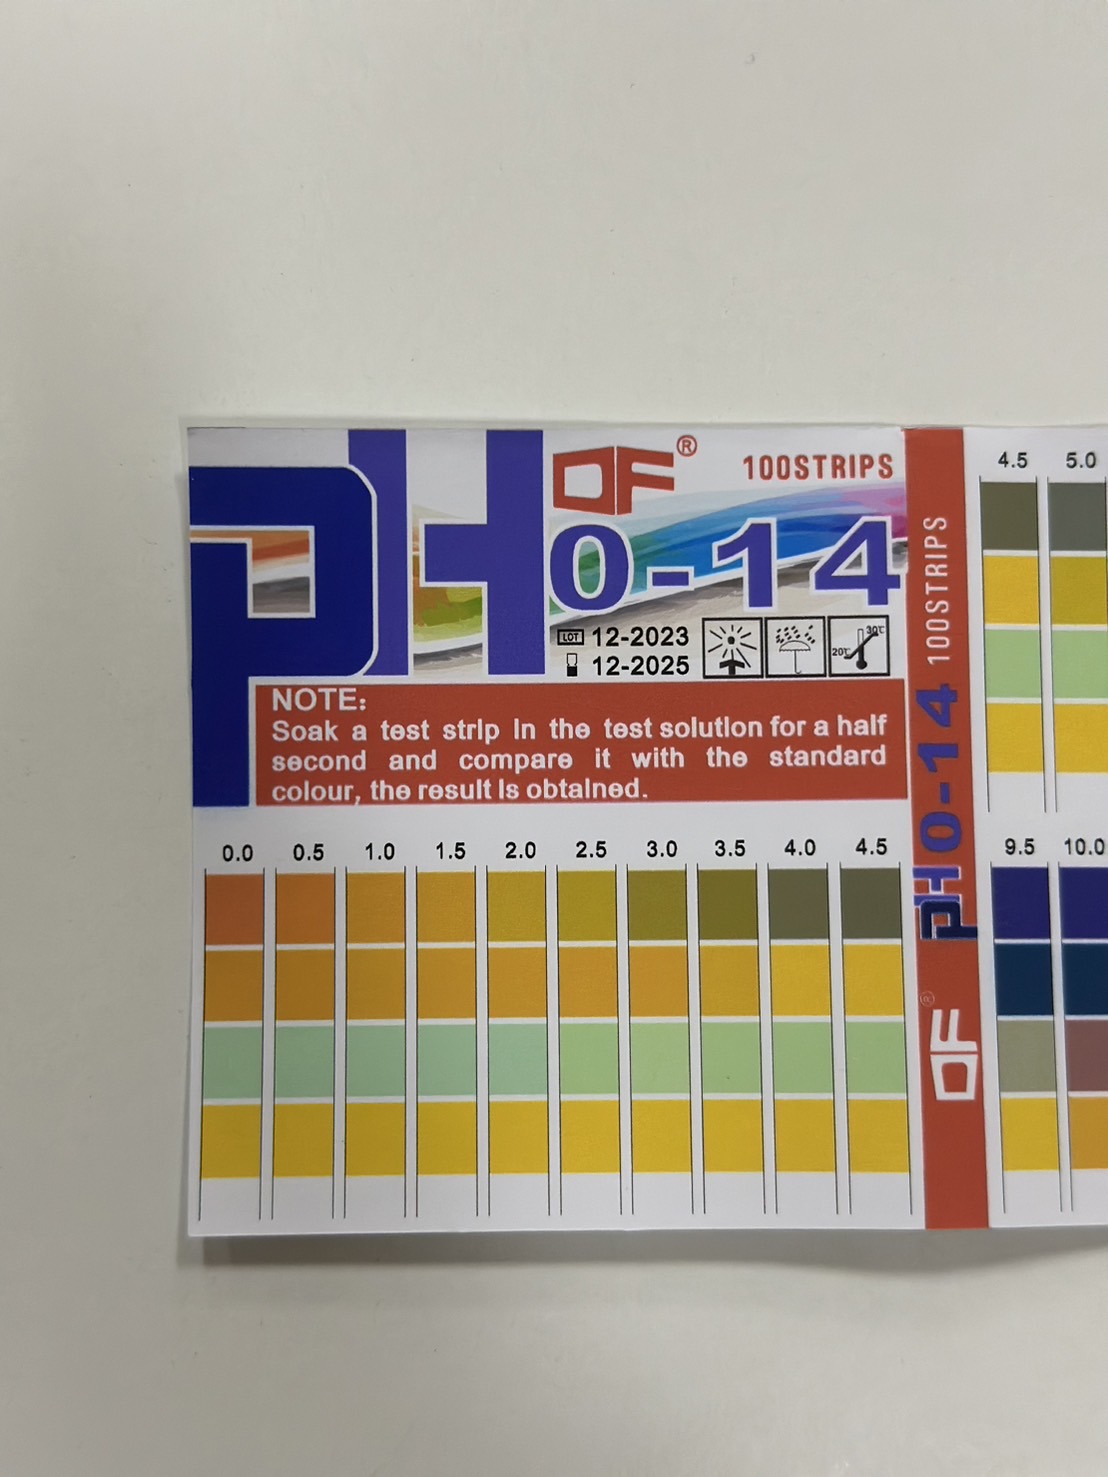 PH
DF®
100STRIPS
0-14
LOT 12-2023
12-2025
20℃ 30℃
NOTE:
Soak a test strip in the test solution for a half
second and compare it with the standard
colour, the result is obtained.
0.0 0.5 1.0 1.5 2.0 2.5 3.0 3.5 4.0 4.5
DF® PH 0-14 100STRIPS
4.5 5.0
9.5 10.0